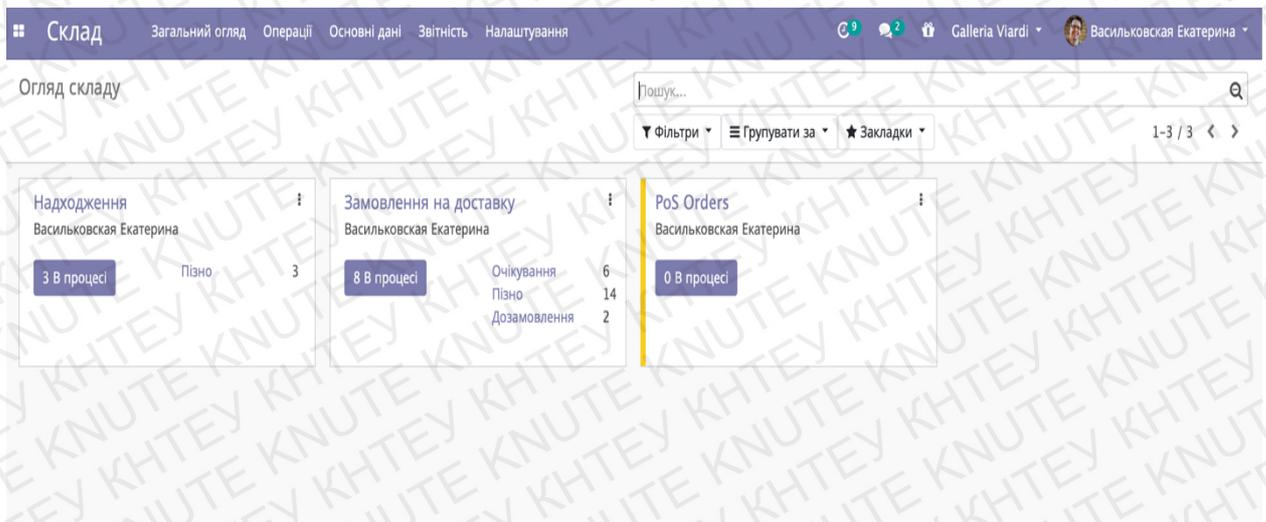 Склад Загальний огляд Операції Основні дані Звітність Налаштування 9 2 Galleria Viardi Васильковская Екатерина
Огляд складу
Пошук...
Фільтри Групувати за Закладки 1-3 / 3
Надходження
Васильковская Екатерина
3 В процесі
Пізно 3
Замовлення на доставку
Васильковская Екатерина
8 В процесі
Очікування 6
Пізно 14
Дозамовлення 2
PoS Orders
Васильковская Екатерина
0 В процесі
KNUTE КНТЕУ